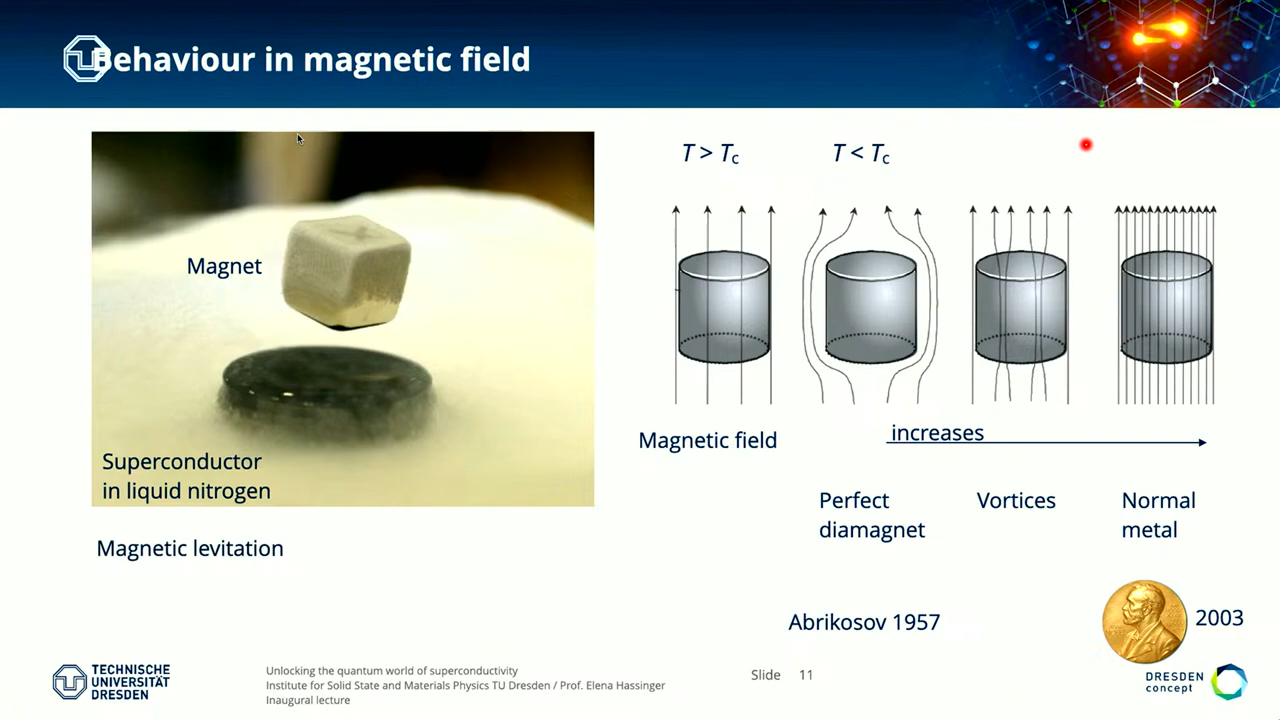 Behaviour in magnetic field
Magnet
Superconductor
in liquid nitrogen
Magnetic levitation
T > Tc
T < Tc
Magnetic field
increases
Perfect
diamagnet
Vortices
Normal
metal
Abrikosov 1957
2003
TECHNISCHE
UNIVERSITÄT
DRESDEN
Unlocking the quantum world of superconductivity
Institute for Solid State and Materials Physics TU Dresden / Prof. Elena Hassinger
Inaugural lecture
Slide 11
DRESDEN
concept